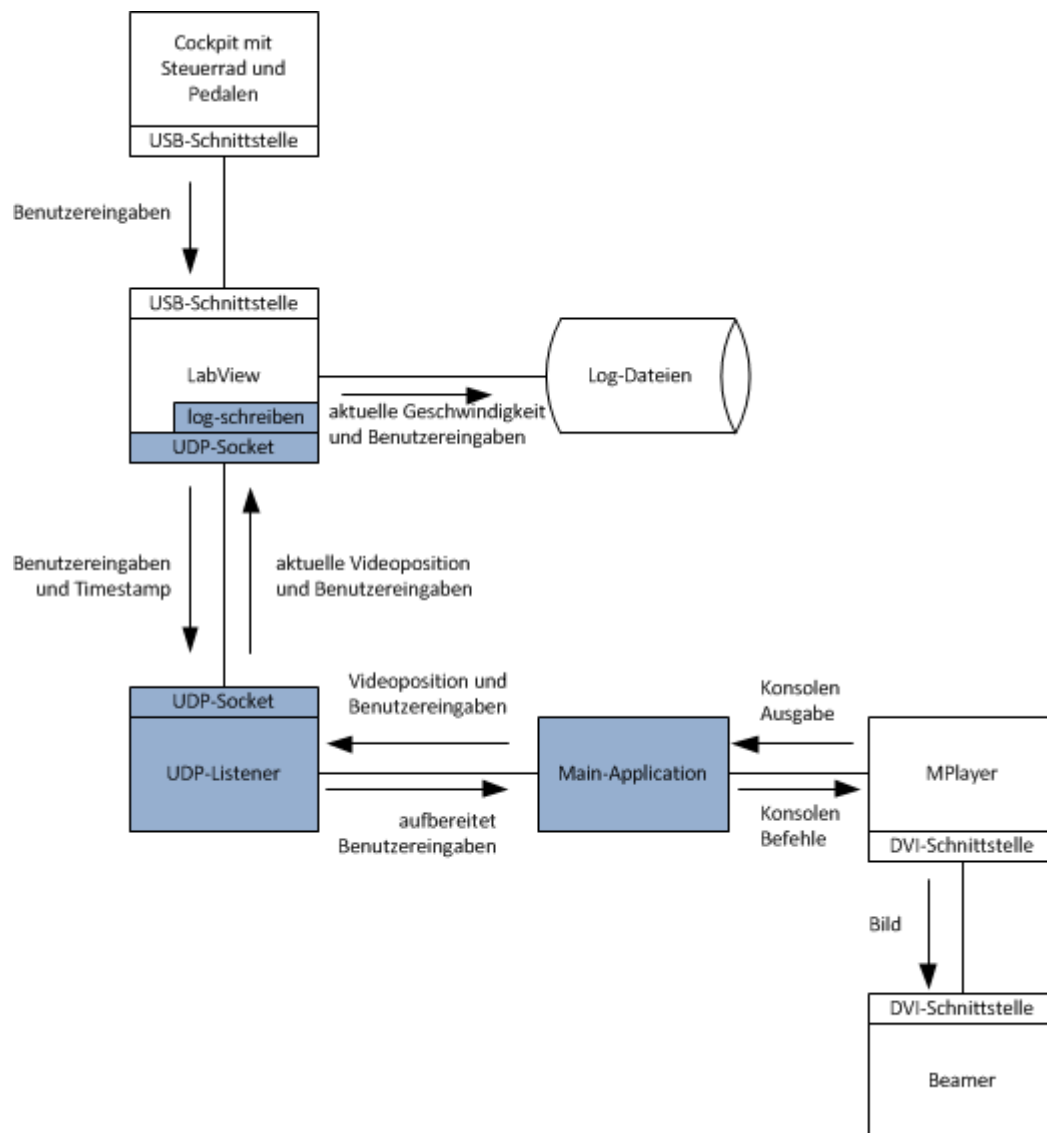 Cockpit mit
Steuerrad und
Pedalen
USB-Schnittstelle
Benutzereingaben
USB-Schnittstelle
LabView
log-schreiben
UDP-Socket
aktuelle Geschwindigkeit
und Benutzereingaben
Log-Dateien
Benutzereingaben
und Timestamp
aktuelle Videoposition
und Benutzereingaben
UDP-Socket
UDP-Listener
Videoposition und
Benutzereingaben
aufbereitet
Benutzereingaben
Main-Application
Konsolen
Ausgabe
Konsolen
Befehle
MPlayer
DVI-Schnittstelle
Bild
DVI-Schnittstelle
Beamer